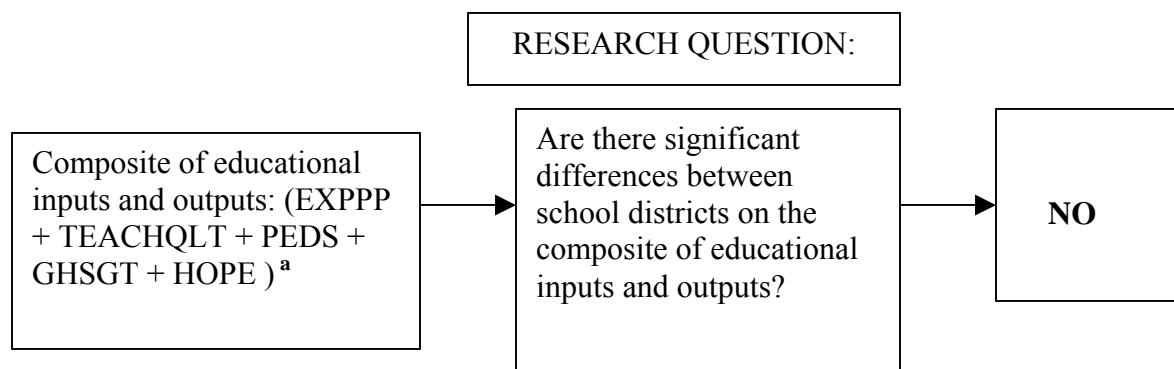 RESEARCH QUESTION:
Composite of educational
inputs and outputs: (EXPPP
+ TEACHQLT + PEDS +
GHSGT + HOPE ) a
Are there significant
differences between
school districts on the
composite of educational
inputs and outputs?
NO